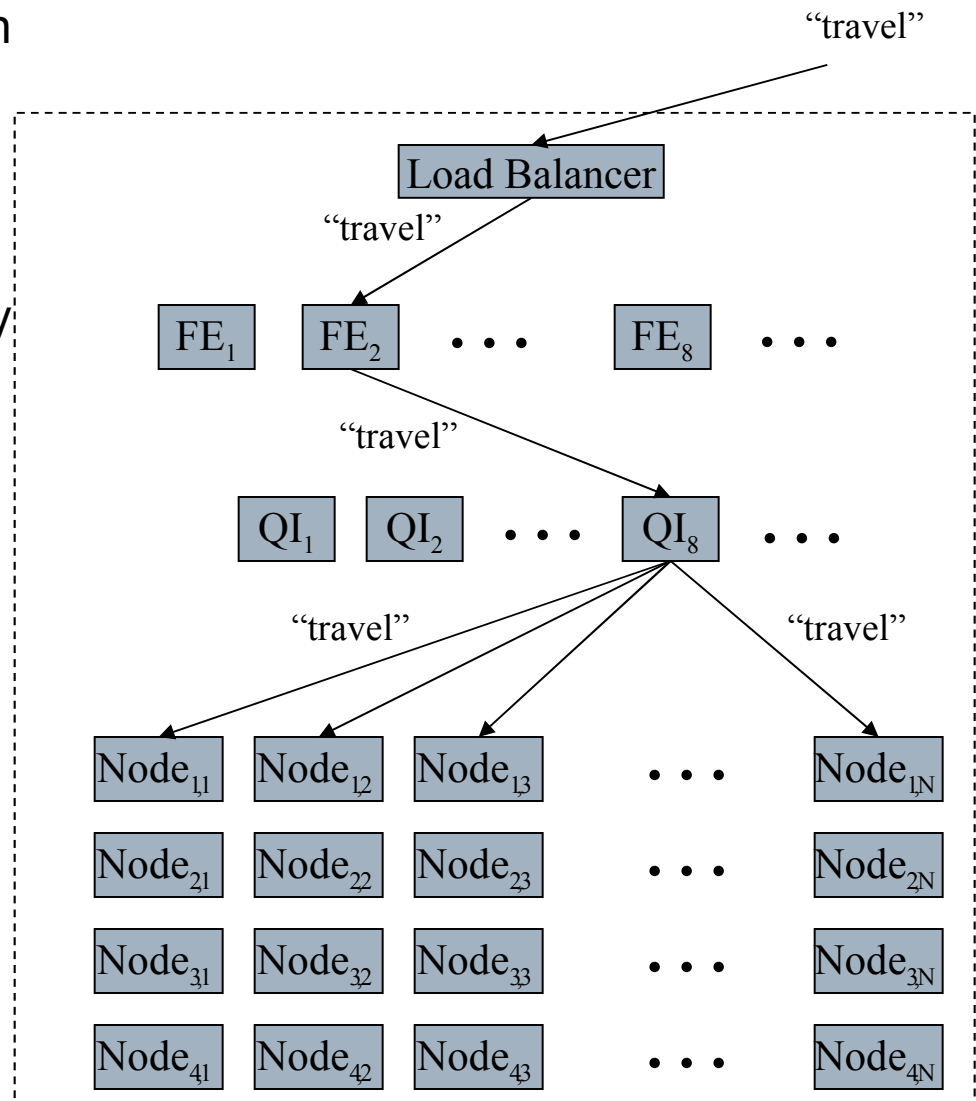 “travel”
Load Balancer
“travel”
FE1 FE2 • • • FE8 • • •
“travel”
QI1 QI2 • • • QI8 • • •
“travel” “travel”
Node1,1 Node1,2 Node1,3 • • • Node1,N
Node2,1 Node2,2 Node2,3 • • • Node2,N
Node3,1 Node3,2 Node3,3 • • • Node3,N
Node4,1 Node4,2 Node4,3 • • • Node4,N